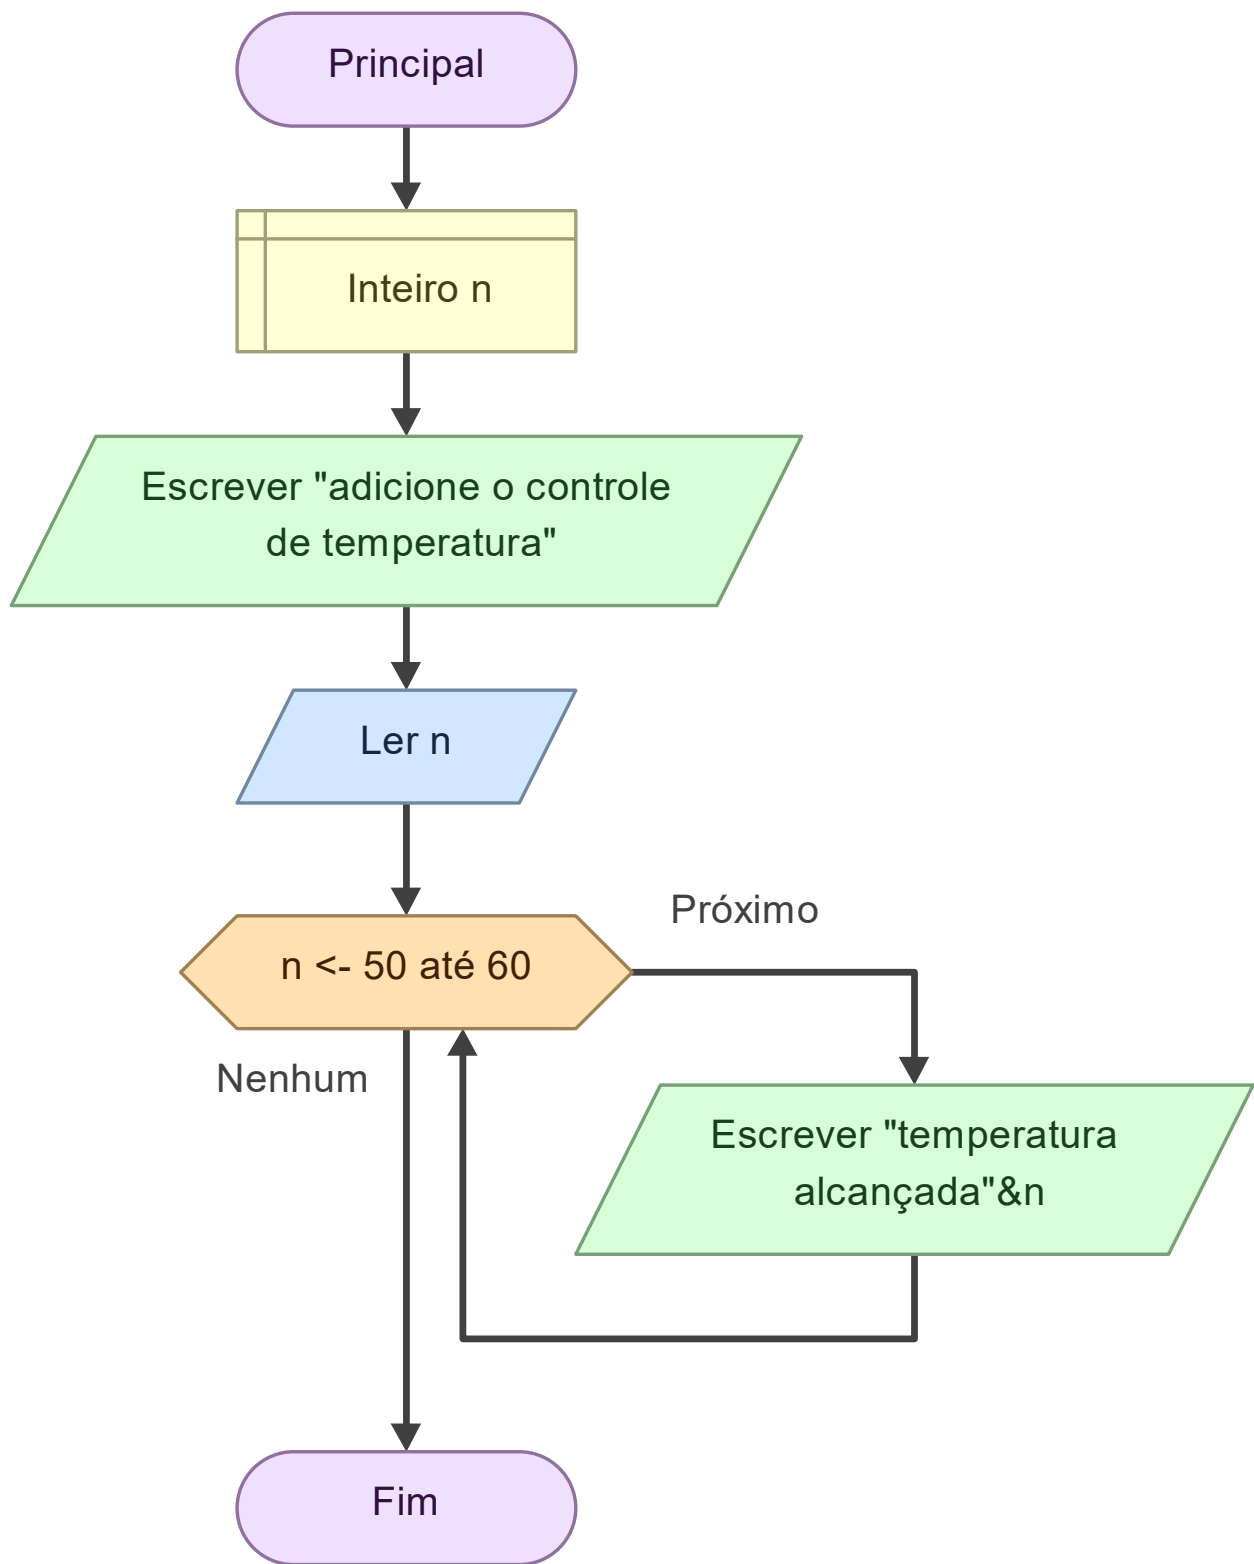 Principal
Inteiro n
Escrever "adicione o controle
de temperatura"
Ler n
Próximo
n <- 50 até 60
Nenhum
Escrever "temperatura
alcançada"&n
Fim